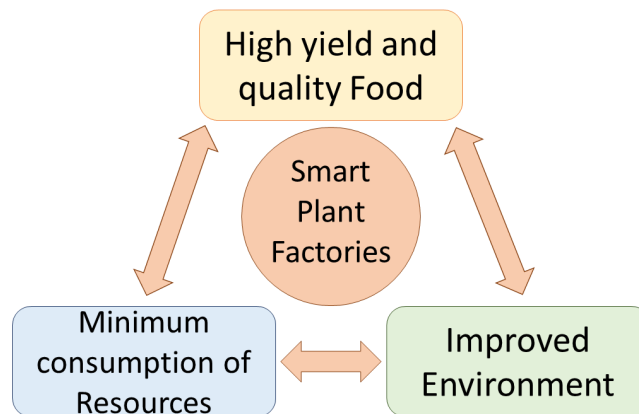 High yield and
quality Food
Smart
Plant
Factories
Minimum
consumption of
Resources
Improved
Environment